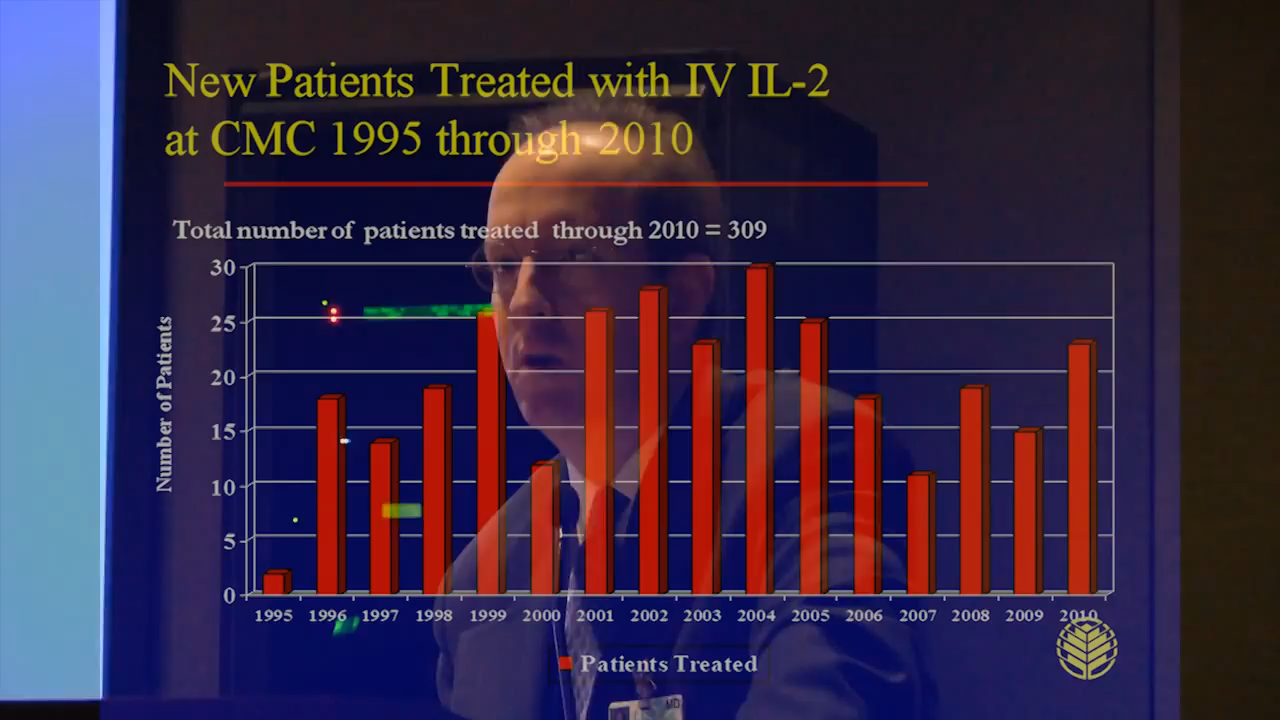 New Patients Treated with IV IL-2
at CMC 1995 through 2010
Total number of patients treated through 2010 = 309
Number of Patients
30
25
20
15
10
5
0
1995 1996 1997 1998 1999 2000 2001 2002 2003 2004 2005 2006 2007 2008 2009 2010
Patients Treated
MD